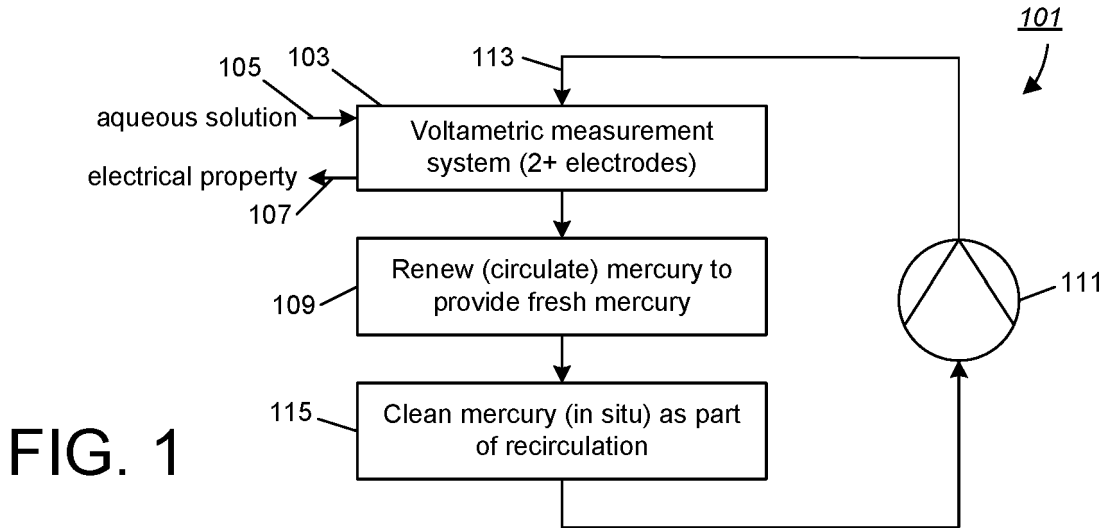 101
103
113
105
aqueous solution
Voltametric measurement
system (2+ electrodes)
electrical property
107
Renew (circulate) mercury to
provide fresh mercury
109
111
Clean mercury (in situ) as part
of recirculation
115
FIG. 1